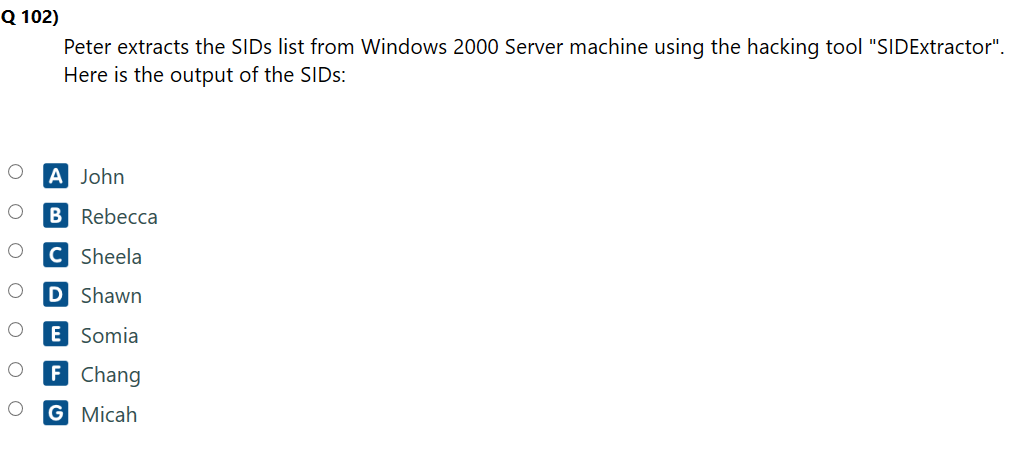 Q 102)
Peter extracts the SIDs list from Windows 2000 Server machine using the hacking tool "SIDExtractor".
Here is the output of the SIDs:
A John
B Rebecca
C Sheela
D Shawn
E Somia
F Chang
G Micah